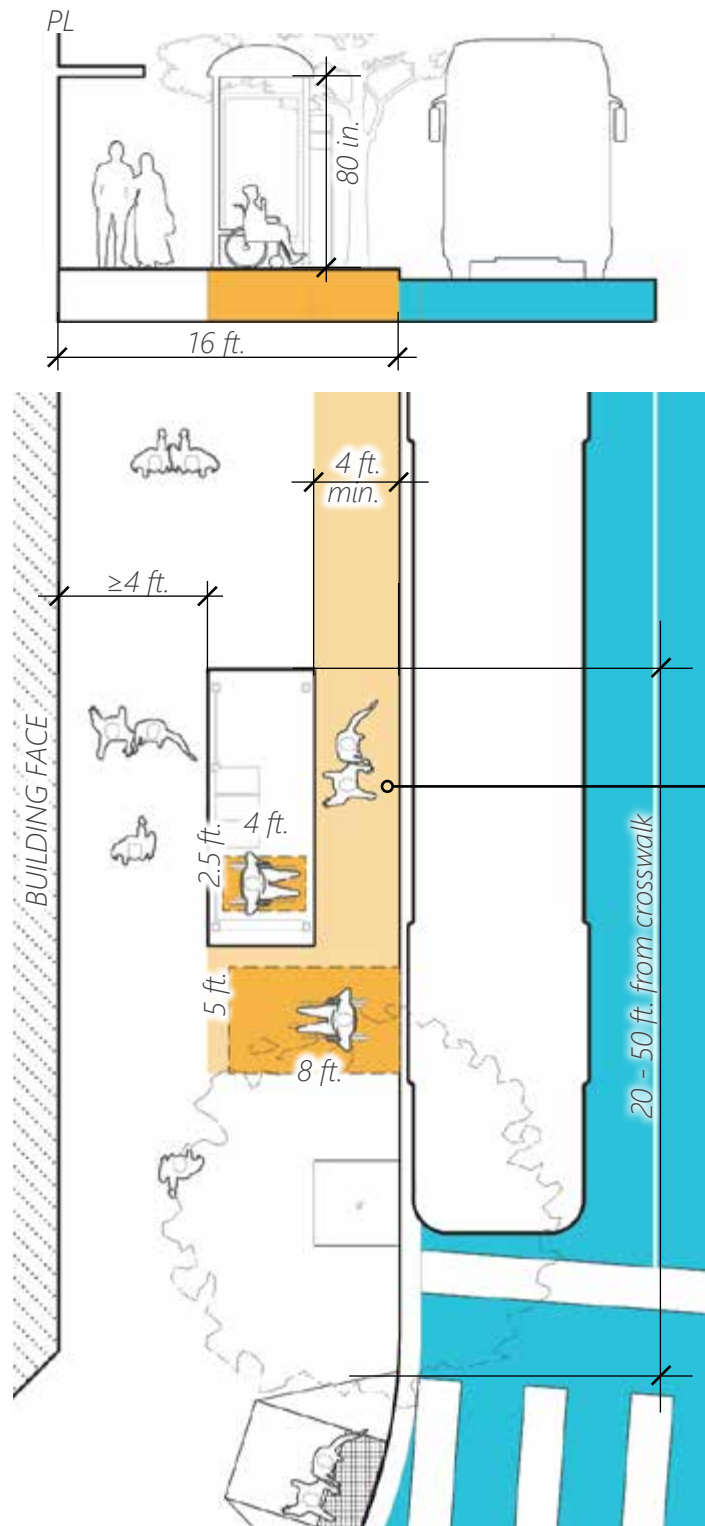 PL
80 in.
16 ft.
4 ft.
min.
≥4 ft.
BUILDING FACE
4 ft.
2.5 ft.
20 - 50 ft. from crosswalk
5 ft.
8 ft.